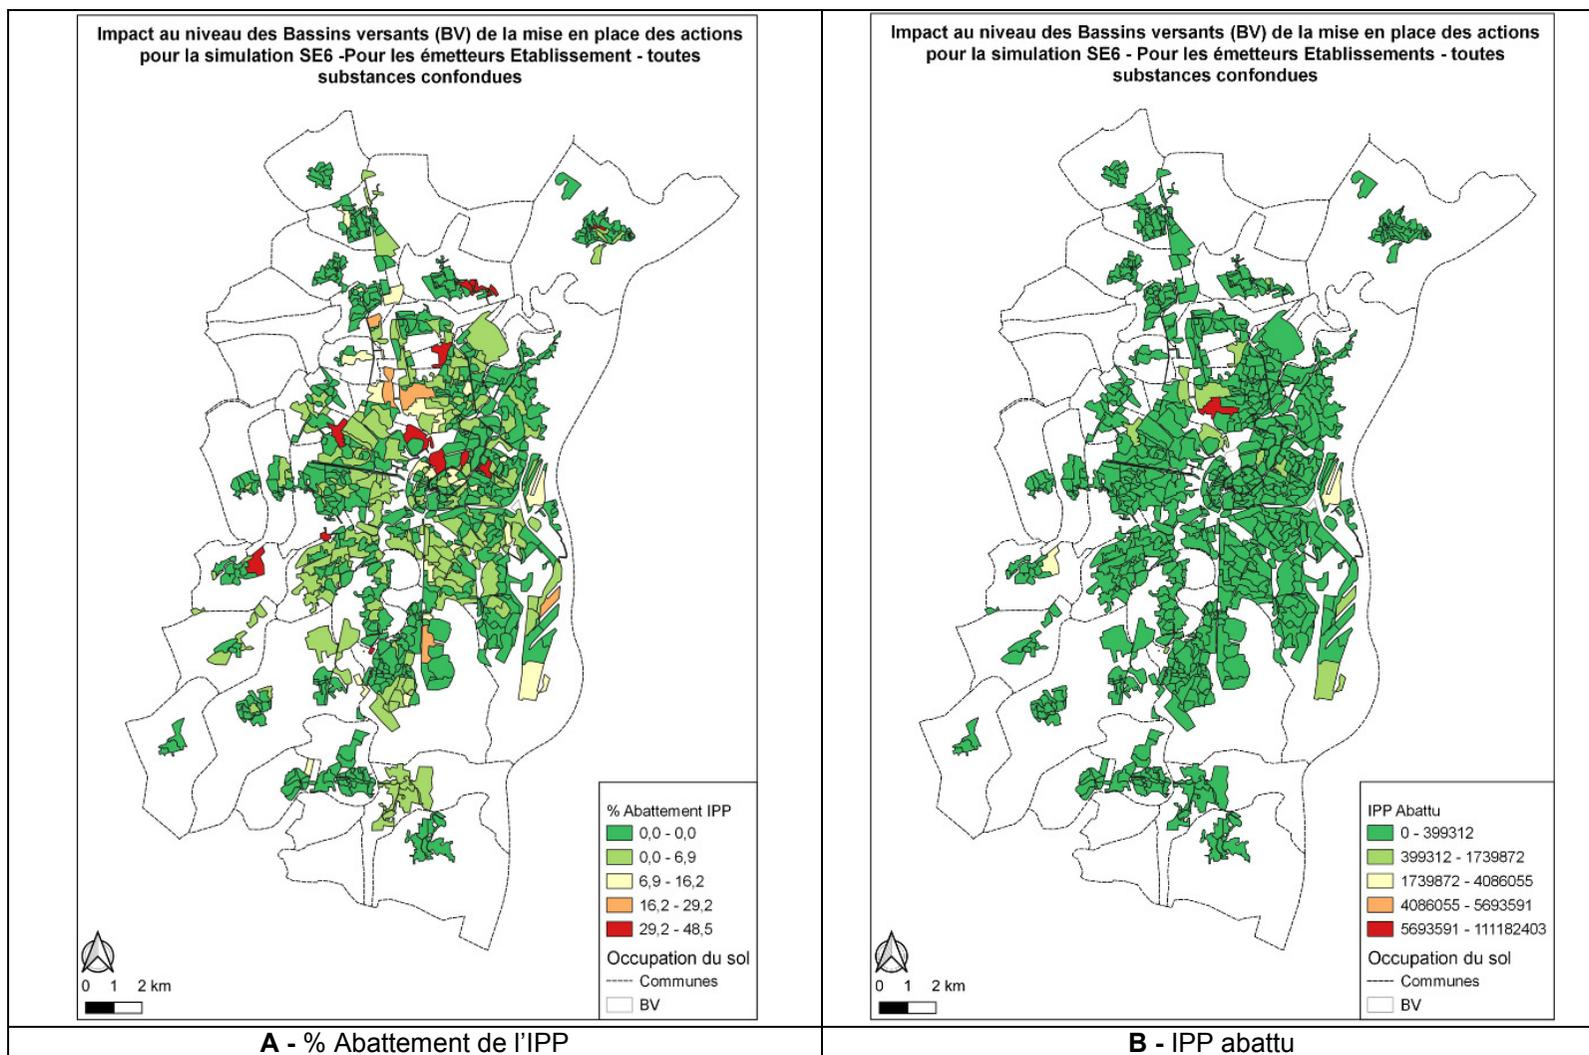 Impact au niveau des Bassins versants (BV) de la mise en place des actions
pour la simulation SE6 -Pour les émetteurs Etablissement - toutes
substances confondues
% Abattement IPP
0,0 - 0,0
0,0 - 6,9
6,9 - 16,2
16,2 - 29,2
29,2 - 48,5
Occupation du sol
Communes
BV
0 1 2 km
A - % Abattement de l'IPP
Impact au niveau des Bassins versants (BV) de la mise en place des actions
pour la simulation SE6 - Pour les émetteurs Etablissements - toutes
substances confondues
IPP Abattu
0 - 399312
399312 - 1739872
1739872 - 4086055
4086055 - 5693591
5693591 - 111182403
Occupation du sol
Communes
BV
0 1 2 km
B - IPP abattu